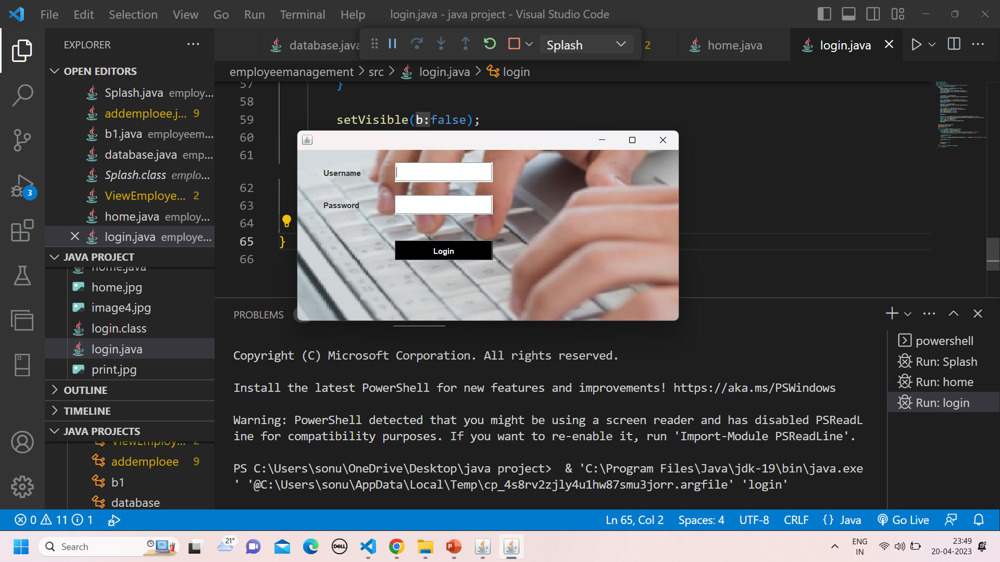 File Edit Selection View Go Run Terminal Help login.java - java project - Visual Studio Code
EXPLORER
database.java
Splash
2
home.java
login.java
OPEN EDITORS
employeemanagement > src > login.java > login
Splash.java employ...
addemploee.j... 9
b1.java employeem...
database.java emp...
Splash.class emplo...
ViewEmploye... 2
home.java employ...
login.java employe...
JAVA PROJECT
home.java
home.jpg
image4.jpg
login.class
login.java
print.jpg
OUTLINE
TIMELINE
JAVA PROJECTS
ViewEmploy... 2
addemploee 9
b1
database
57 }
58
59 setVisible(b:false);
60
61
62
63
64
65 }
66
Username
Password
Login
PROBLEMS
Copyright (C) Microsoft Corporation. All rights reserved.
Install the latest PowerShell for new features and improvements! https://aka.ms/PSWindows
Warning: PowerShell detected that you might be using a screen reader and has disabled PSReadL
ine for compatibility purposes. If you want to re-enable it, run 'Import-Module PSReadLine'.
PS C:\Users\sonu\OneDrive\Desktop\java project>  & 'C:\Program Files\Java\jdk-19\bin\java.exe
' '@C:\Users\sonu\AppData\Local\Temp\cp_4s8rv2zjly4u1hw87smu3jorr.argfile' 'login'
powershell
Run: Splash
Run: home
Run: login
3
0 11 1
Ln 65, Col 2 Spaces: 4 UTF-8 CRLF {} Java Go Live
Search
21°
DELL
ENG
IN
23:49
20-04-2023